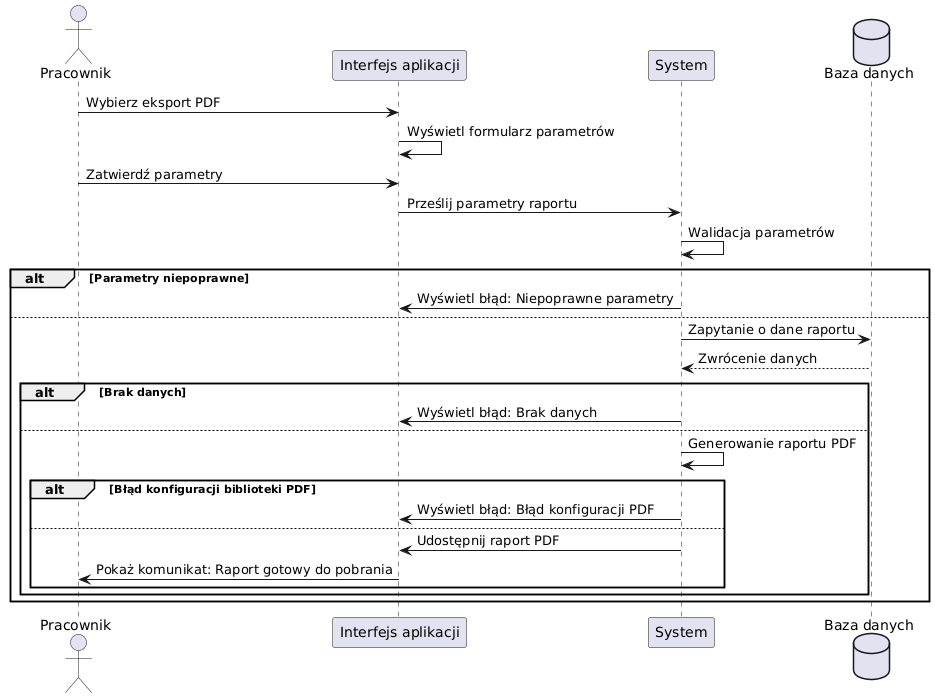 Pracownik
Interfejs aplikacji
System
Baza danych
Wybierz eksport PDF
Wyświetl formularz parametrów
Zatwierdź parametry
Prześlij parametry raportu
Walidacja parametrów
alt [Parametry niepoprawne]
Wyświetl błąd: Niepoprawne parametry
Zapytanie o dane raportu
Zwrócenie danych
alt [Brak danych]
Wyświetl błąd: Brak danych
Generowanie raportu PDF
alt [Błąd konfiguracji biblioteki PDF]
Wyświetl błąd: Błąd konfiguracji PDF
Udostępnij raport PDF
Pokaż komunikat: Raport gotowy do pobrania
Pracownik
Interfejs aplikacji
System
Baza danych